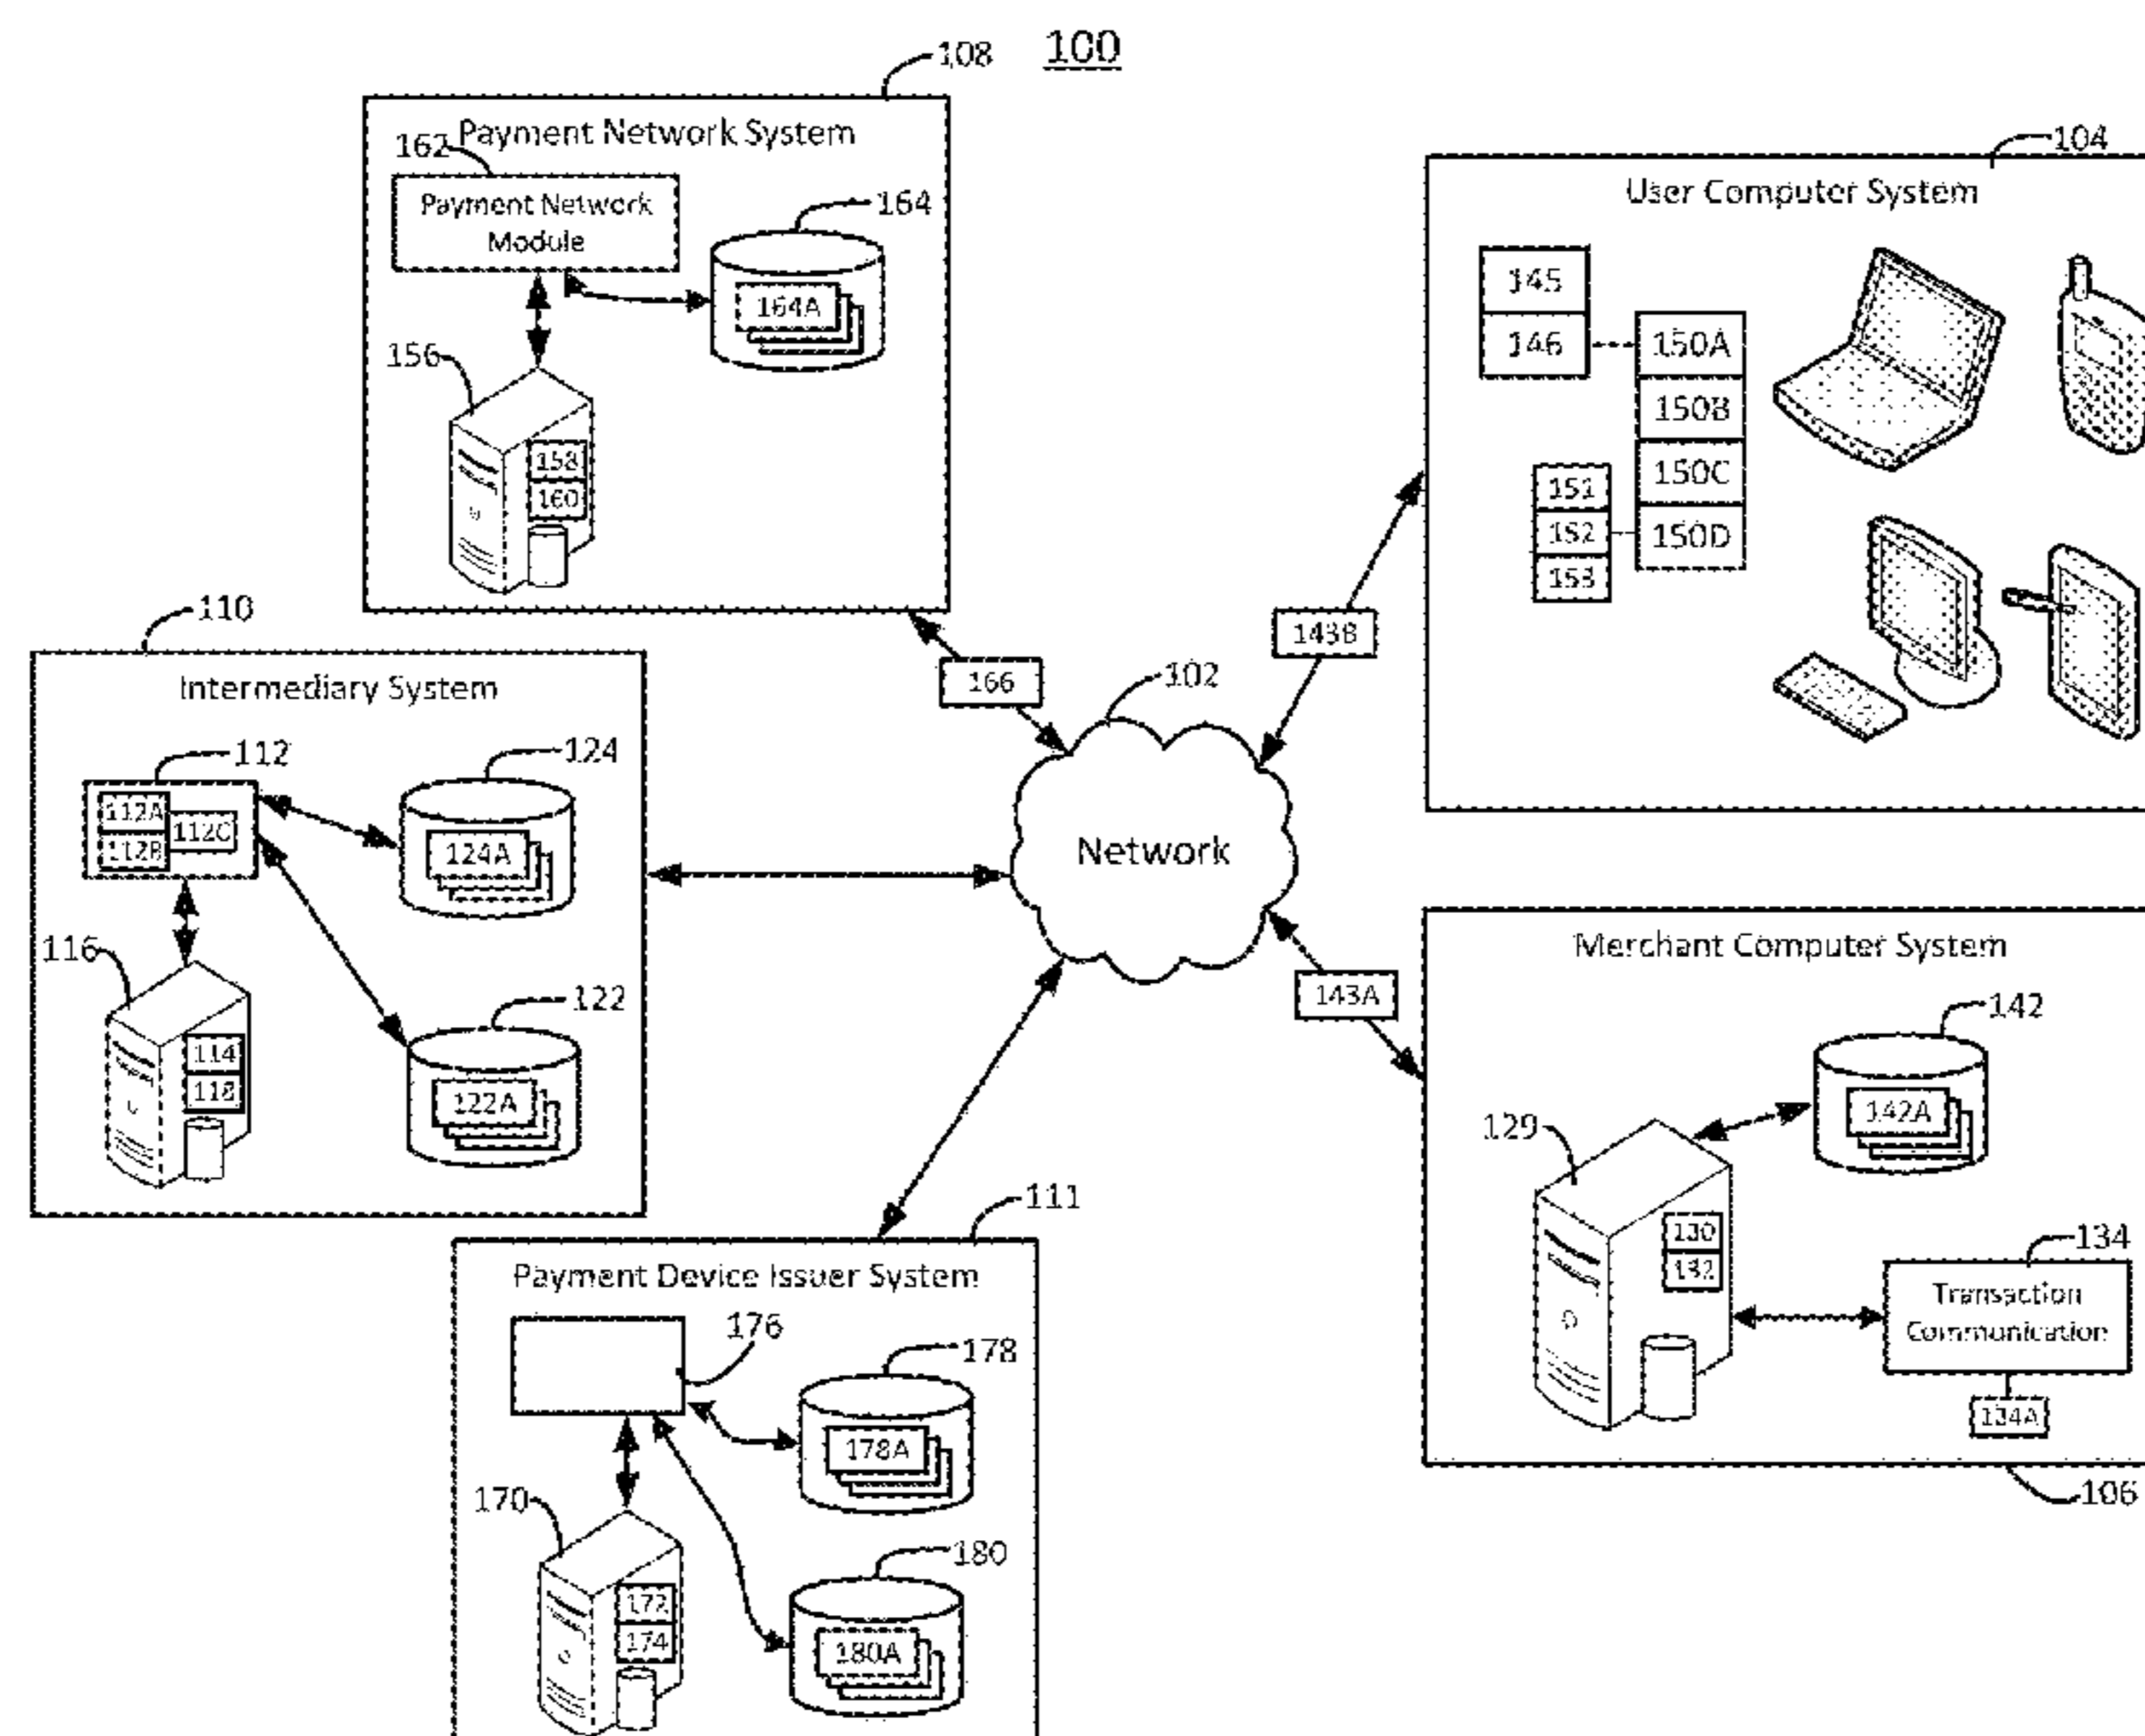 100
108
Payment Network System
162
Payment Network
Module
164
164A
156
158
160
104
User Computer System
145
146
150A
150B
150C
150D
151
152
153
110
Intermediary System
112
112A
112B
112C
124
124A
116
114
118
122
122A
166
143B
102
Network
143A
Merchant Computer System
142
142A
129
130
132
134
Transaction
Communication
134A
106
111
Payment Device Issuer System
176
178
178A
170
172
174
180
180A